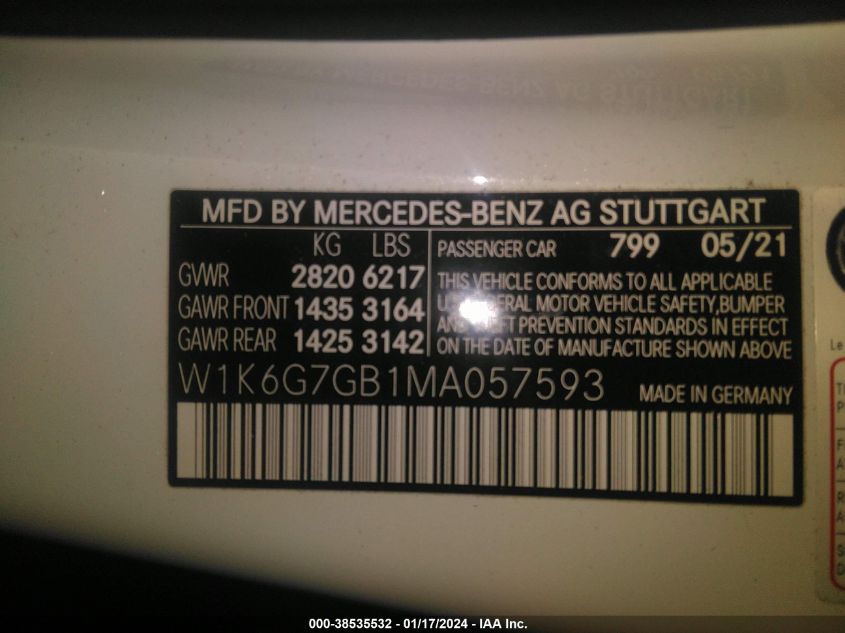 MFD BY MERCEDES-BENZ AG STUTTGART
KG LBS
GVWR 2820 6217
GAWR FRONT 1435 3164
GAWR REAR 1425 3142
PASSENGER CAR 799 05/21
THIS VEHICLE CONFORMS TO ALL APPLICABLE
MOTOR VEHICLE SAFETY,BUMPER
PREVENTION STANDARDS IN EFFECT
ON THE DATE OF MANUFACTURE SHOWN ABOVE
W1K6G7GB1MA057593 MADE IN GERMANY
Le
000-38535532 - 01/17/2024 - IAA Inc.